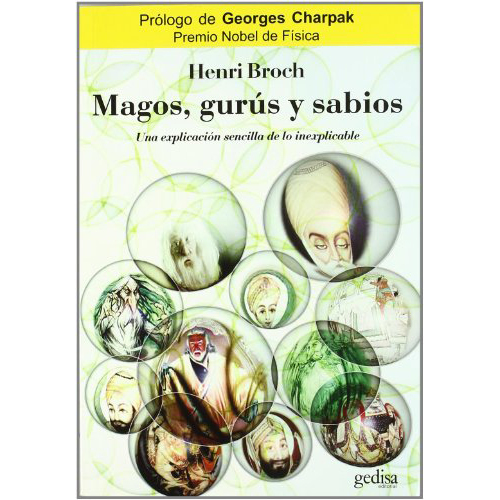 Prólogo de Georges Charpak
Premio Nobel de Física
Henri Broch
Magos, gurús y sabios
Una explicación sencilla de lo inexplicable
gedisa
editorial